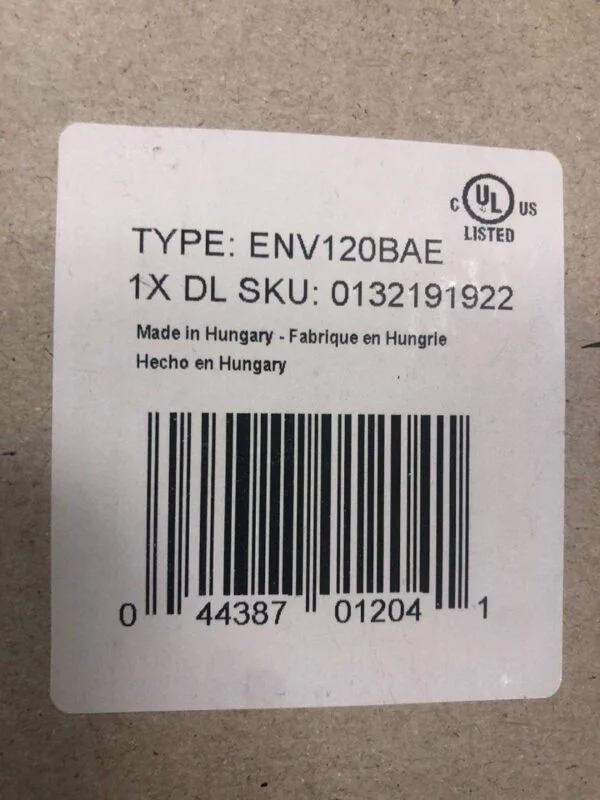 C UL US
LISTED
TYPE: ENV120BAE
1X DL SKU: 0132191922
Made in Hungary - Fabrique en Hungrie
Hecho en Hungary
0 44387 01204 1